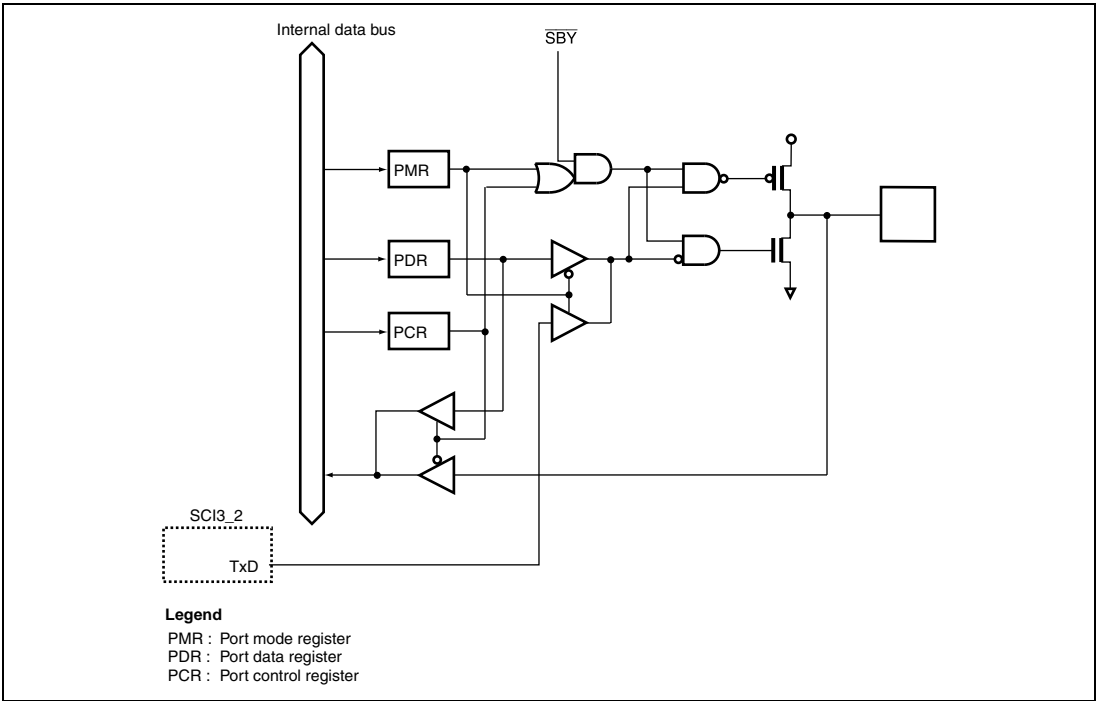 Internal data bus
SBY
PMR
PDR
PCR
SCI3_2
TxD
Legend
PMR : Port mode register
PDR : Port data register
PCR : Port control register